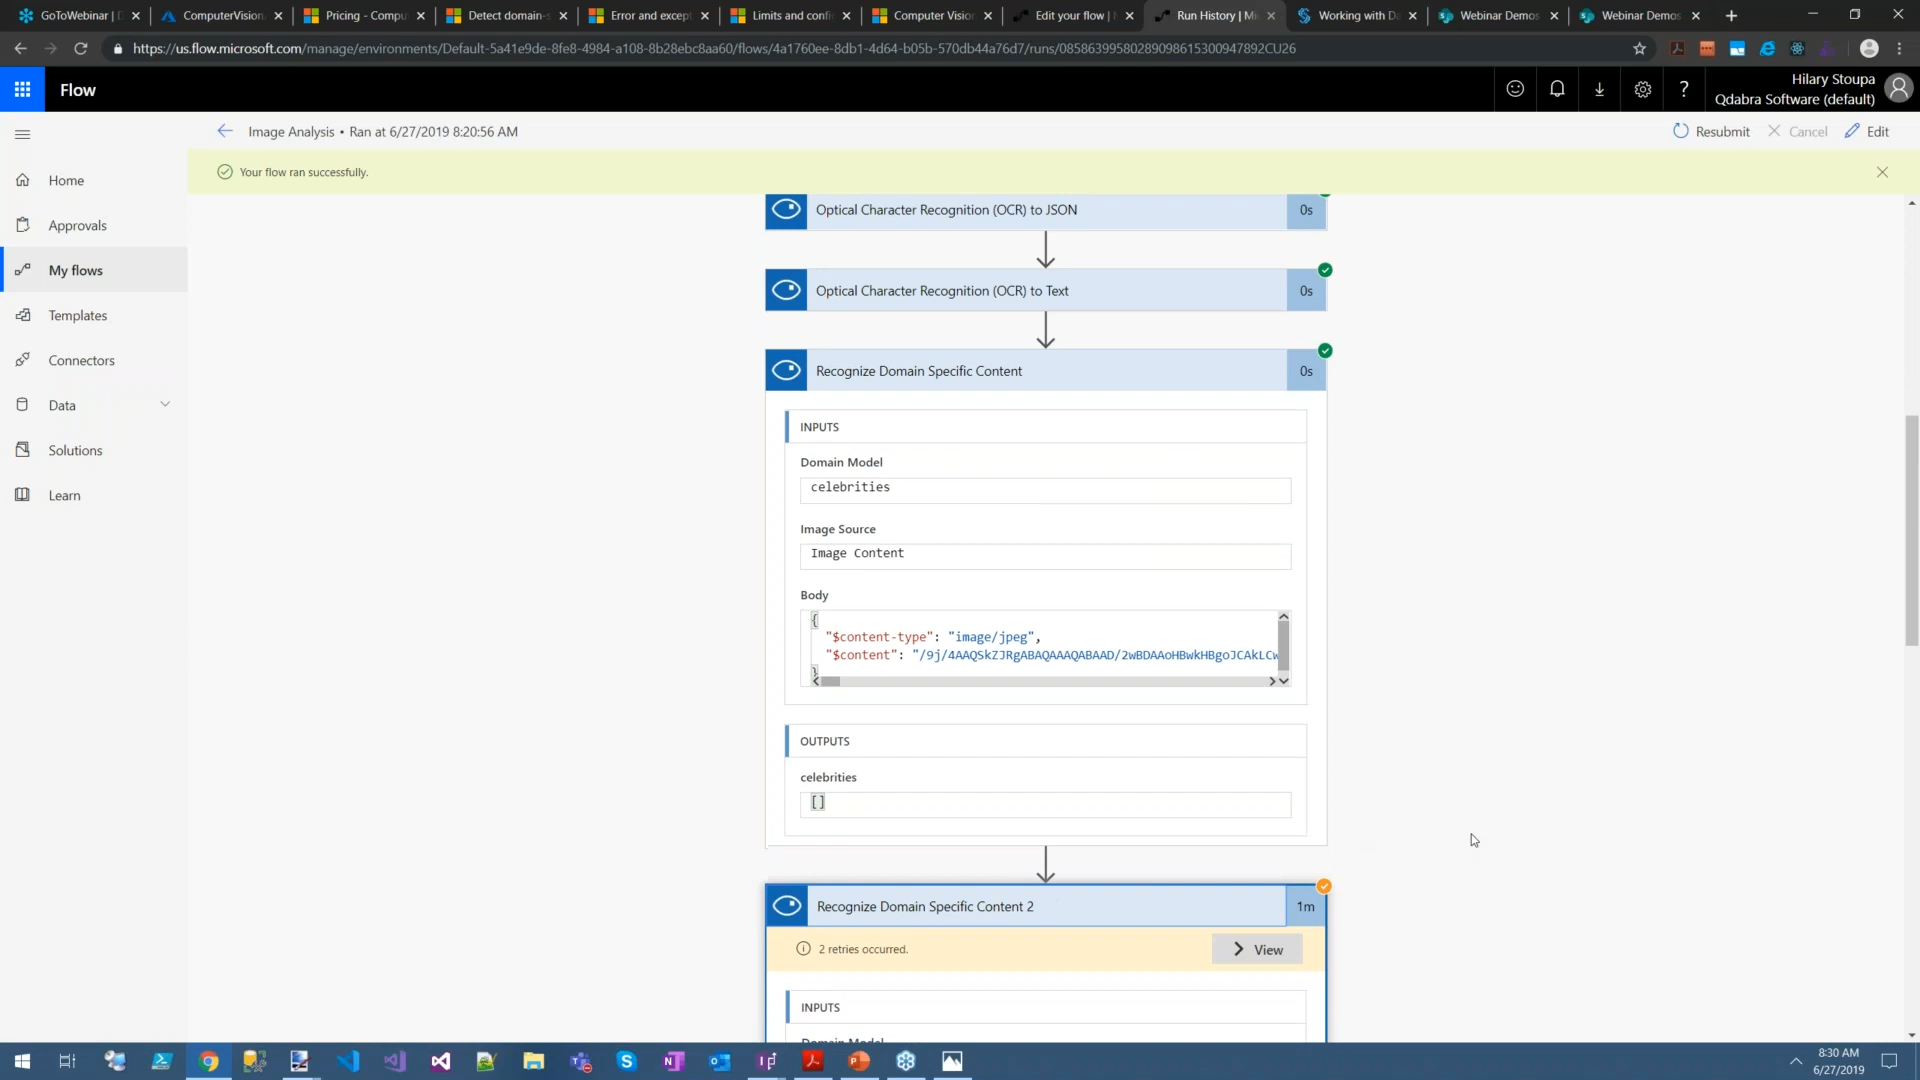 GoToWebinar | D
ComputerVision
Pricing - Compu
Detect domain-s
Error and except
Limits and confi
Computer Vision
Edit your flow |
Run History | Mi
Working with Da
Webinar Demos
Webinar Demos
https://us.flow.microsoft.com/manage/environments/Default-5a41e9de-8fe8-4984-a108-8b28ebc8aa60/flows/4a1760ee-8db1-4d64-b05b-570db44a76d7/runs/08586399580289098615300947892CU26
Flow
?
Hilary Stoupa
Qdabra Software (default)
Image Analysis • Ran at 6/27/2019 8:20:56 AM
Resubmit
Cancel
Edit
Your flow ran successfully.
Home
Approvals
My flows
Templates
Connectors
Data
Solutions
Learn
Optical Character Recognition (OCR) to JSON
0s
Optical Character Recognition (OCR) to Text
0s
Recognize Domain Specific Content
0s
INPUTS
Domain Model
celebrities
Image Source
Image Content
Body
{
"$content-type": "image/jpeg",
"$content": "/9j/4AAQSkZJRgABAQAAAQABAAD/2wBDAAoHBwkHBgoJCAkLCw
}
OUTPUTS
celebrities
[]
Recognize Domain Specific Content 2
1m
2 retries occurred.
View
INPUTS
Domain Model
8:30 AM
6/27/2019